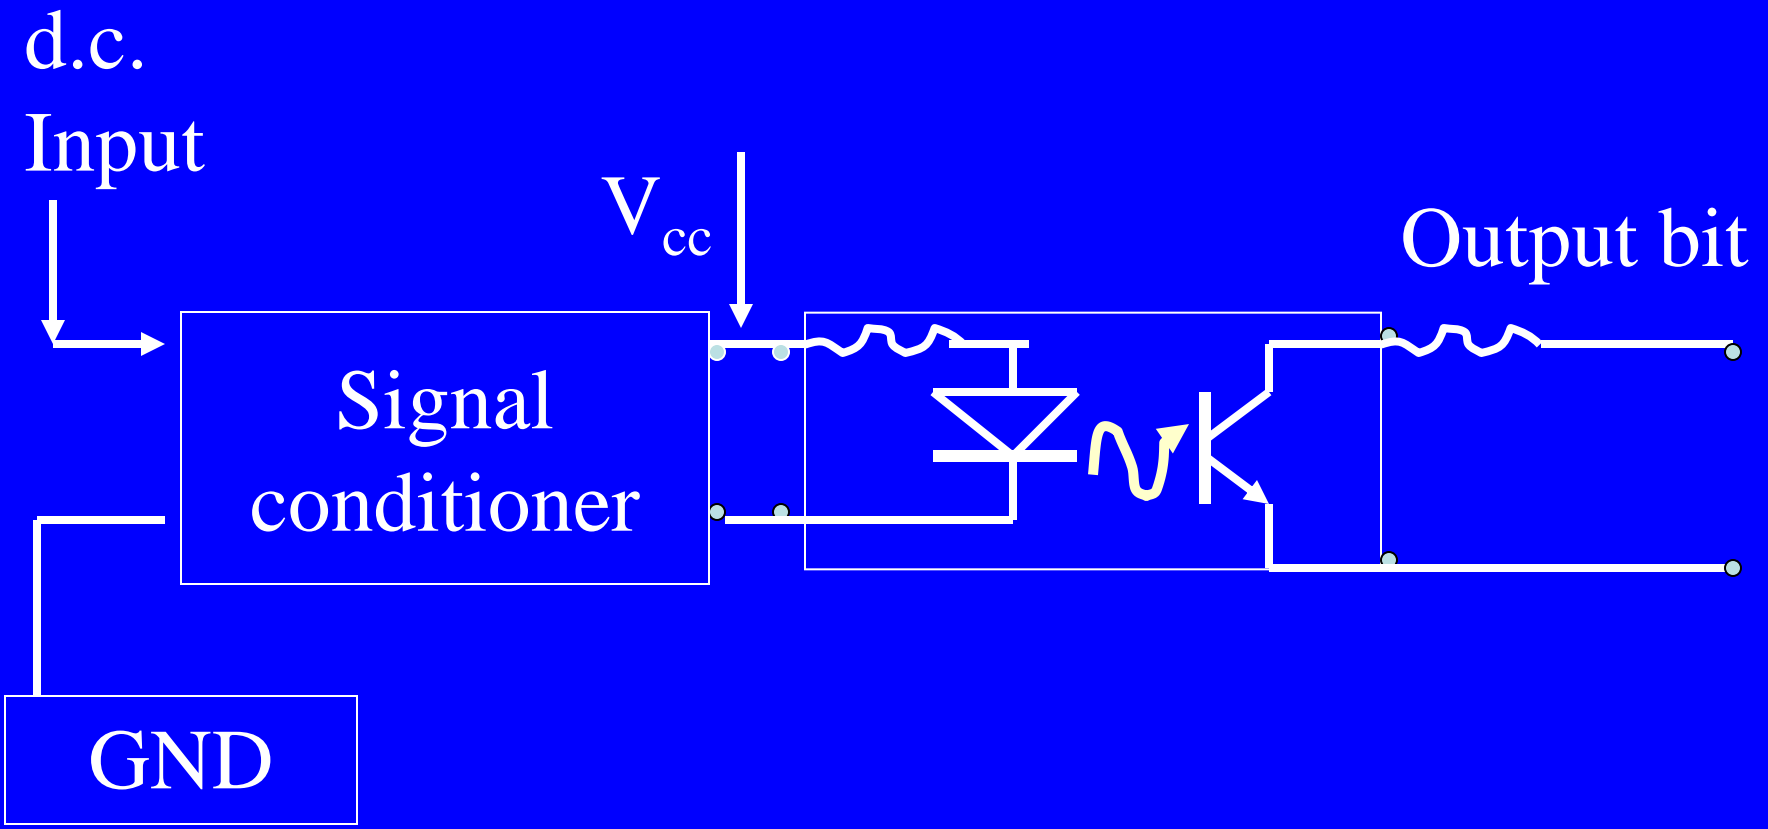 d.c.
Input
Vcc
Output bit
Signal
conditioner
GND